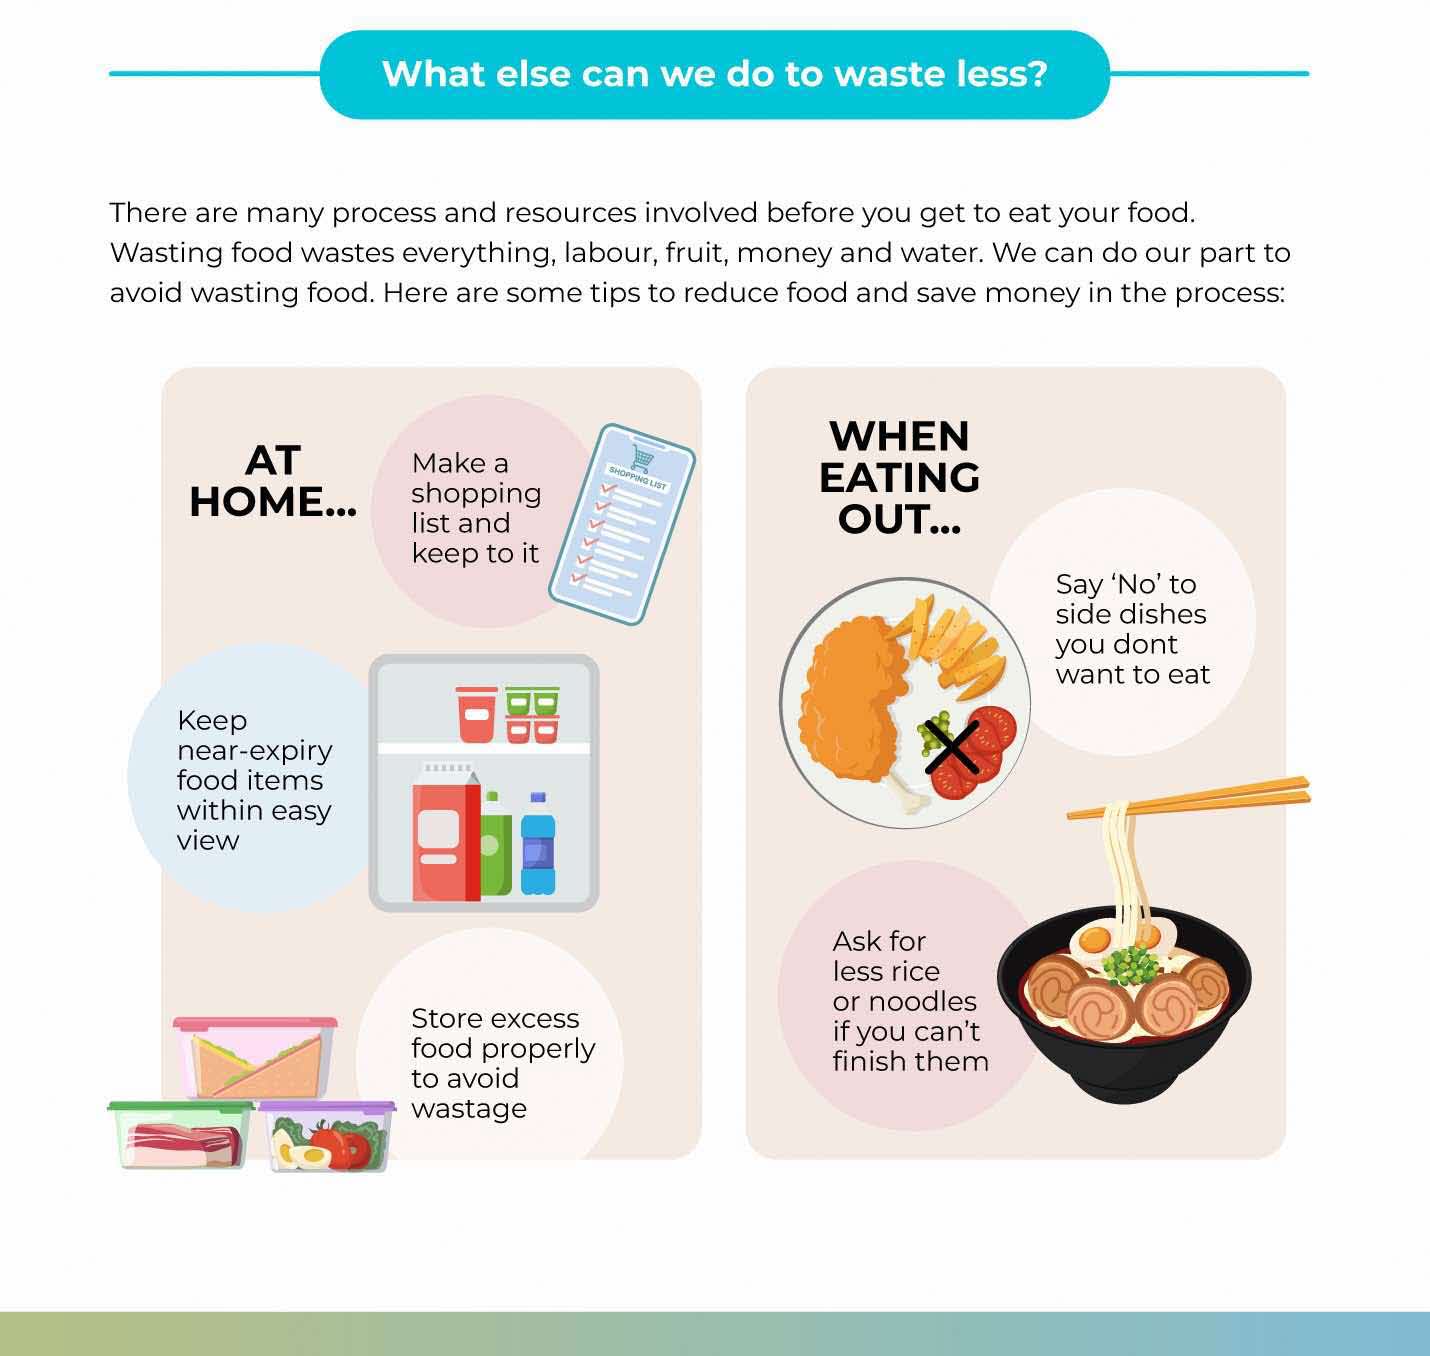 What else can we do to waste less?
There are many process and resources involved before you get to eat your food.
Wasting food wastes everything, labour, fruit, money and water. We can do our part to
avoid wasting food. Here are some tips to reduce food and save money in the process:
AT
HOME...
Make a
shopping
list and
keep to it
SHOPPING LIST
Keep
near-expiry
food items
within easy
view
Store excess
food properly
to avoid
wastage
WHEN
EATING
OUT...
Say ‘No’ to
side dishes
you dont
want to eat
Ask for
less rice
or noodles
if you can’t
finish them